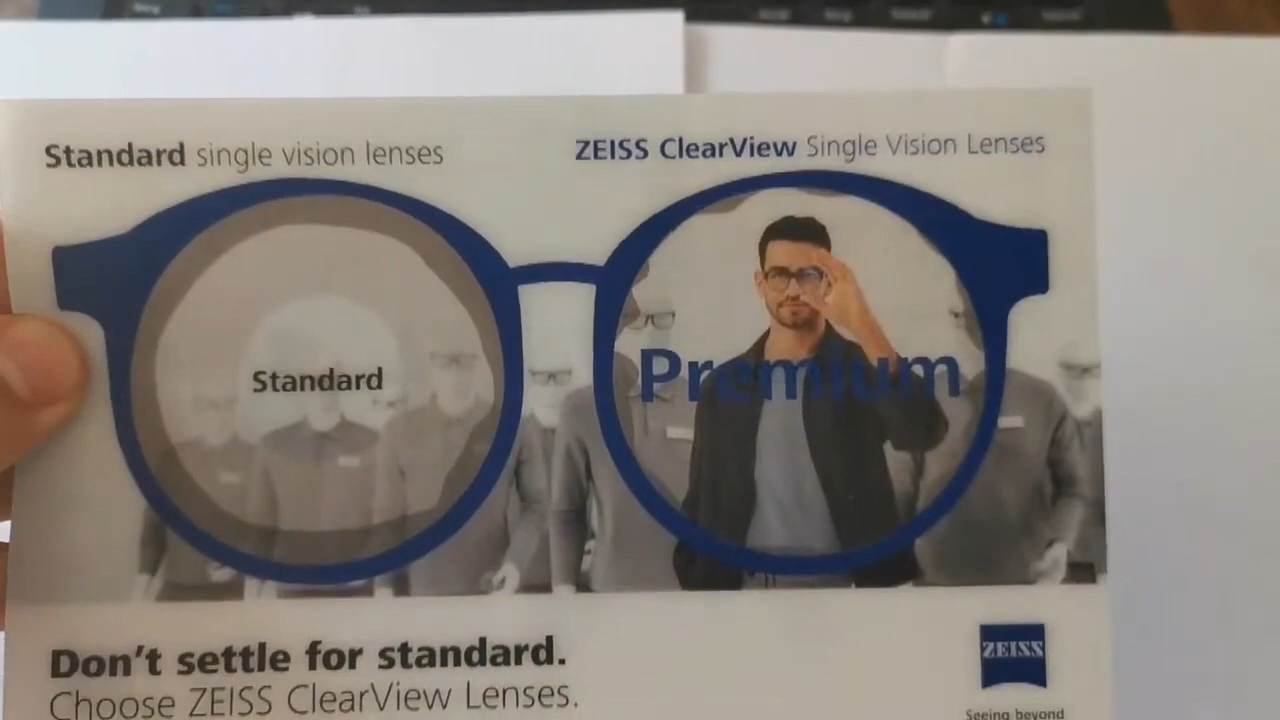 Standard single vision lenses
ZEISS ClearView Single Vision Lenses
Standard
Premium
Don't settle for standard.
Choose ZEISS ClearView Lenses.
ZEISS
Seeing beyond